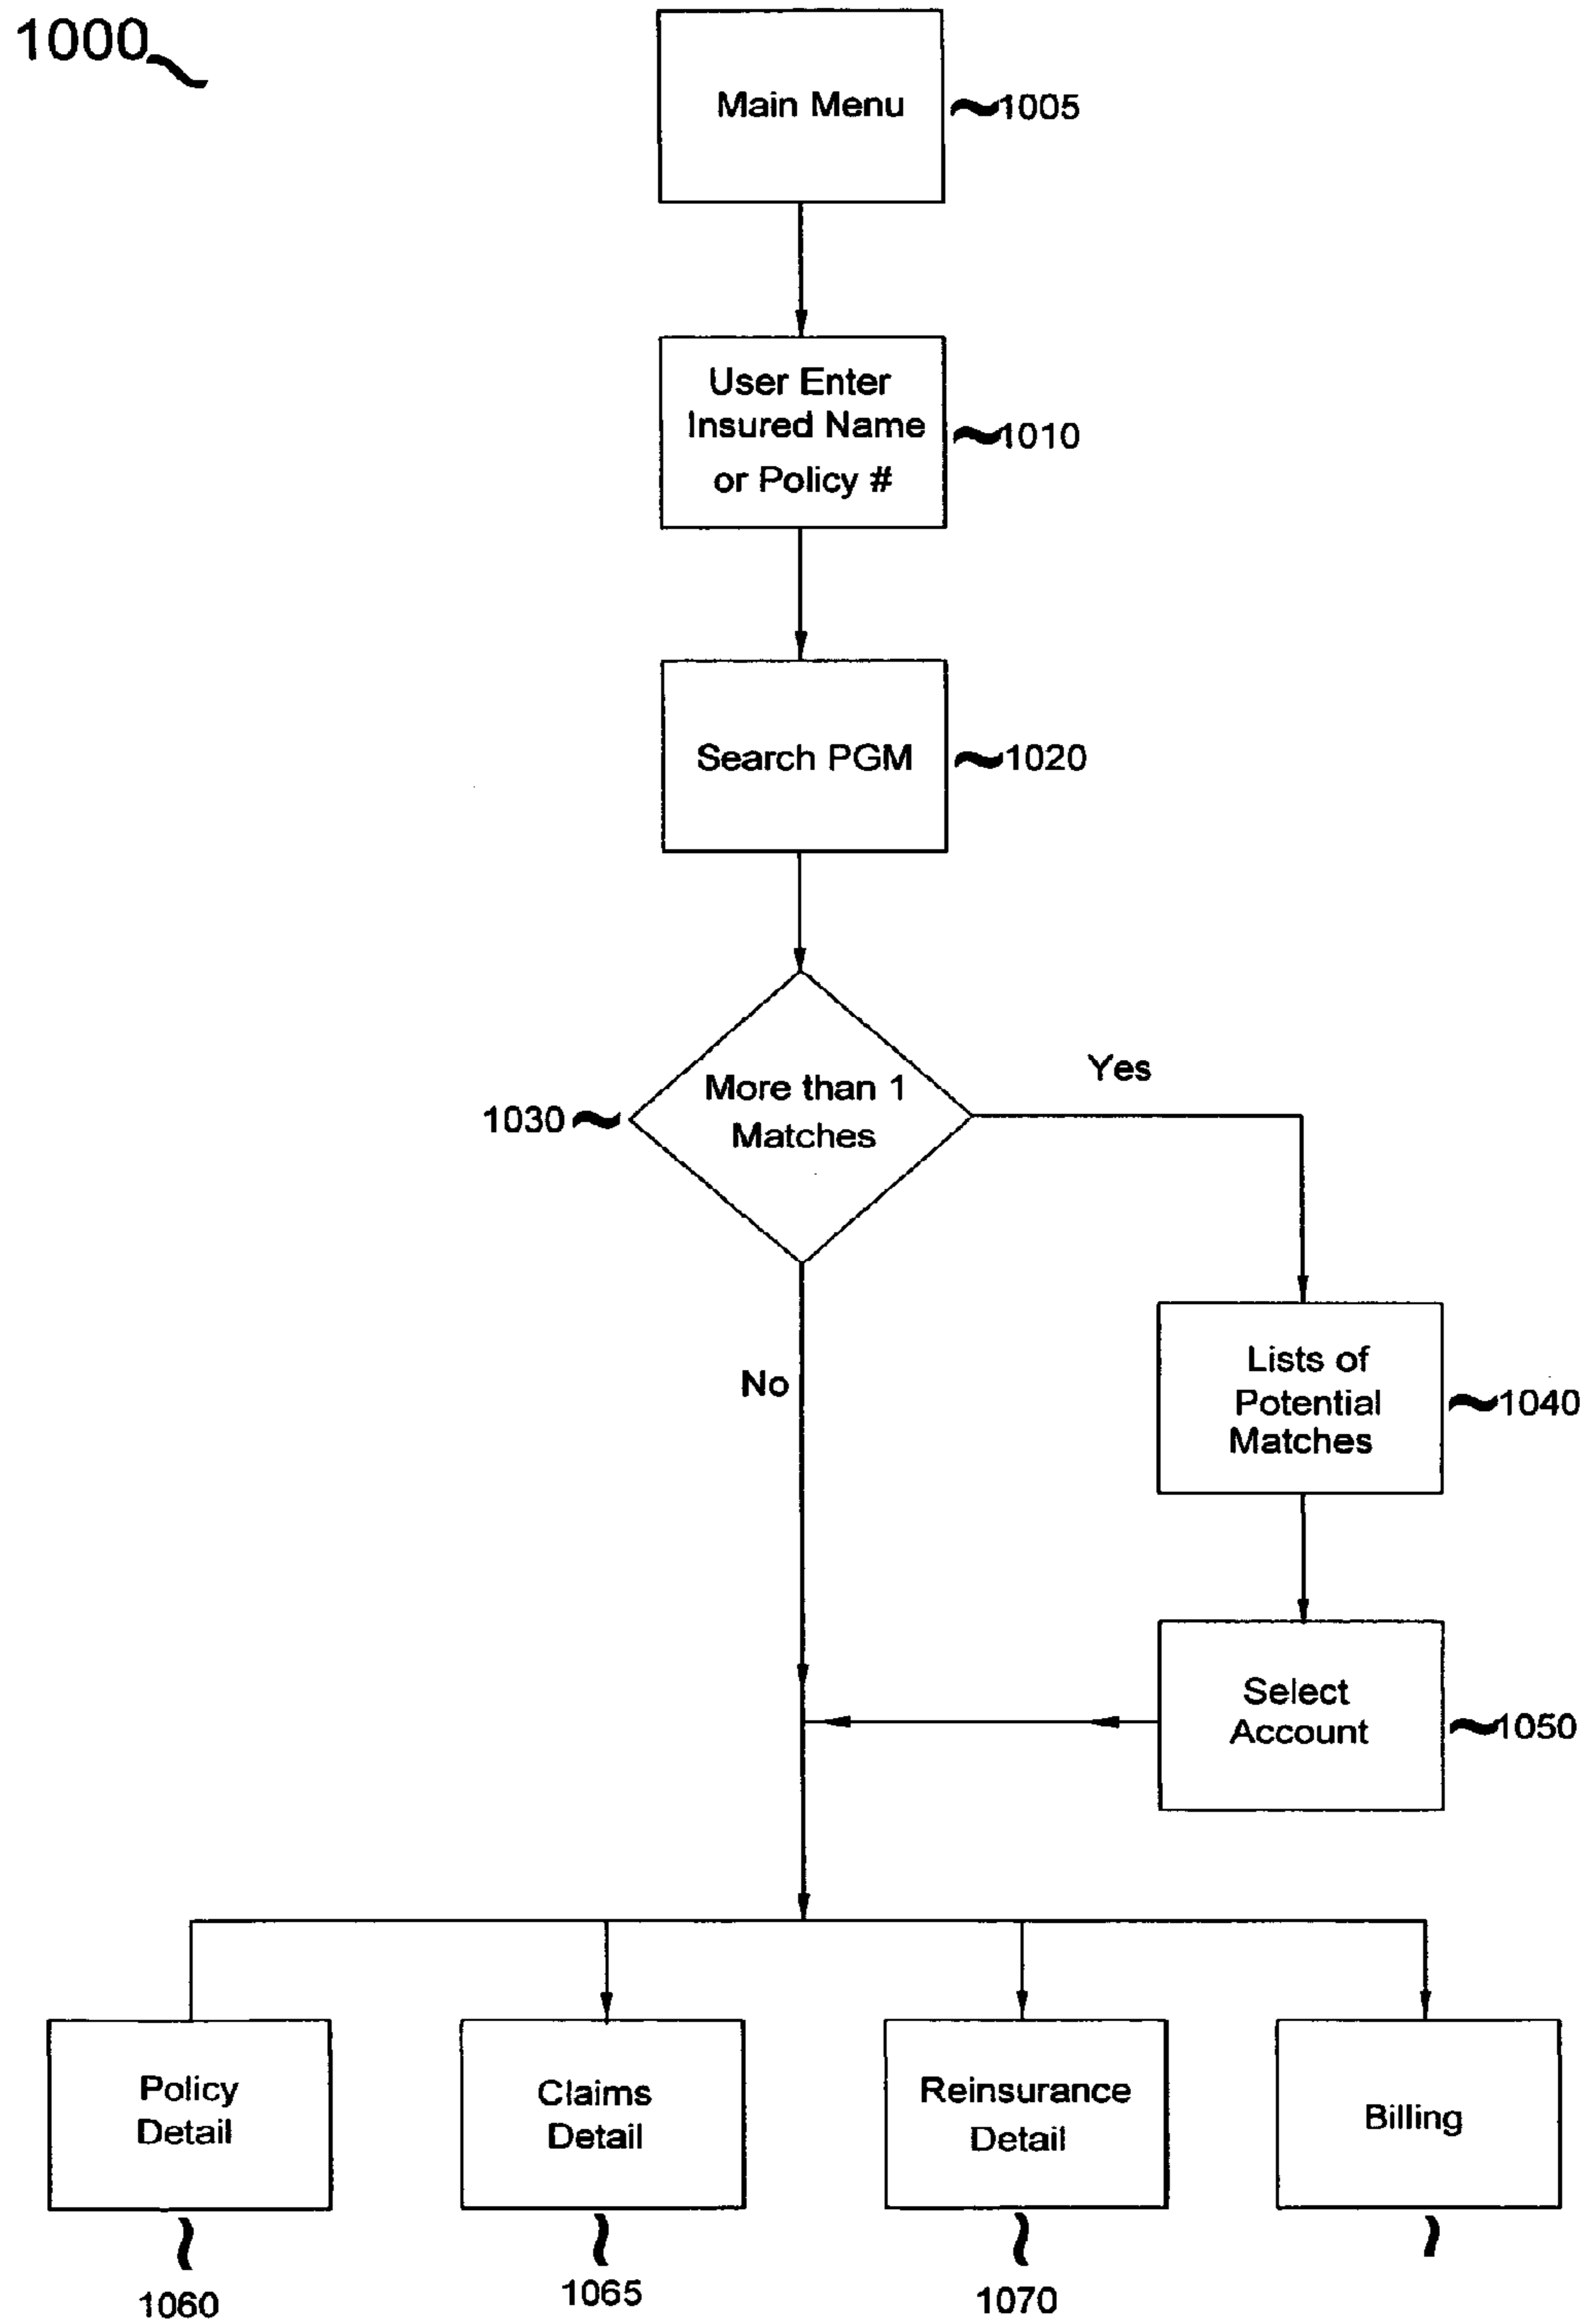 1000
Main Menu
1005
User Enter
Insured Name
or Policy #
1010
Search PGM
1020
More than 1
Matches
1030
Yes
No
Lists of
Potential
Matches
1040
Select
Account
1050
Policy
Detail
Claims
Detail
Reinsurance
Detail
Billing
1060
1065
1070